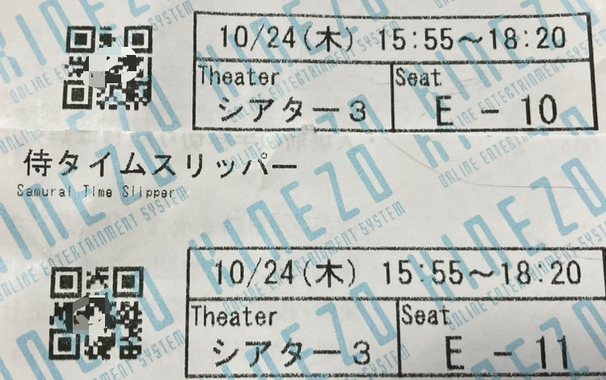 10/24(木) 15:55～18:20
Theater Seat
シアター3 E - 10
侍タイムスリッパー
Samurai Time Slipper
10/24(木) 15:55～18:20
Theater Seat
シアター3 E - 11
KINEZO
ONLINE ENTERTAINMENT SYSTEM